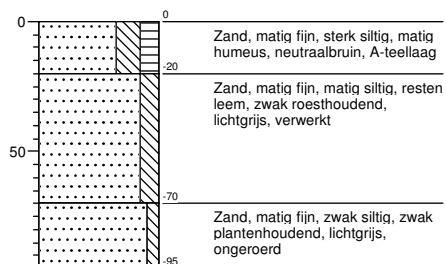 0
0
Zand, matig fijn, sterk siltig, matig
humeus, neutraalbruin, A-teellaag
-20
Zand, matig fijn, matig siltig, resten
leem, zwak roesthoudend,
lichtgrijs, verwerkt
50
-70
Zand, matig fijn, zwak siltig, zwak
plantenhoudend, lichtgrijs,
ongeroerd
-95